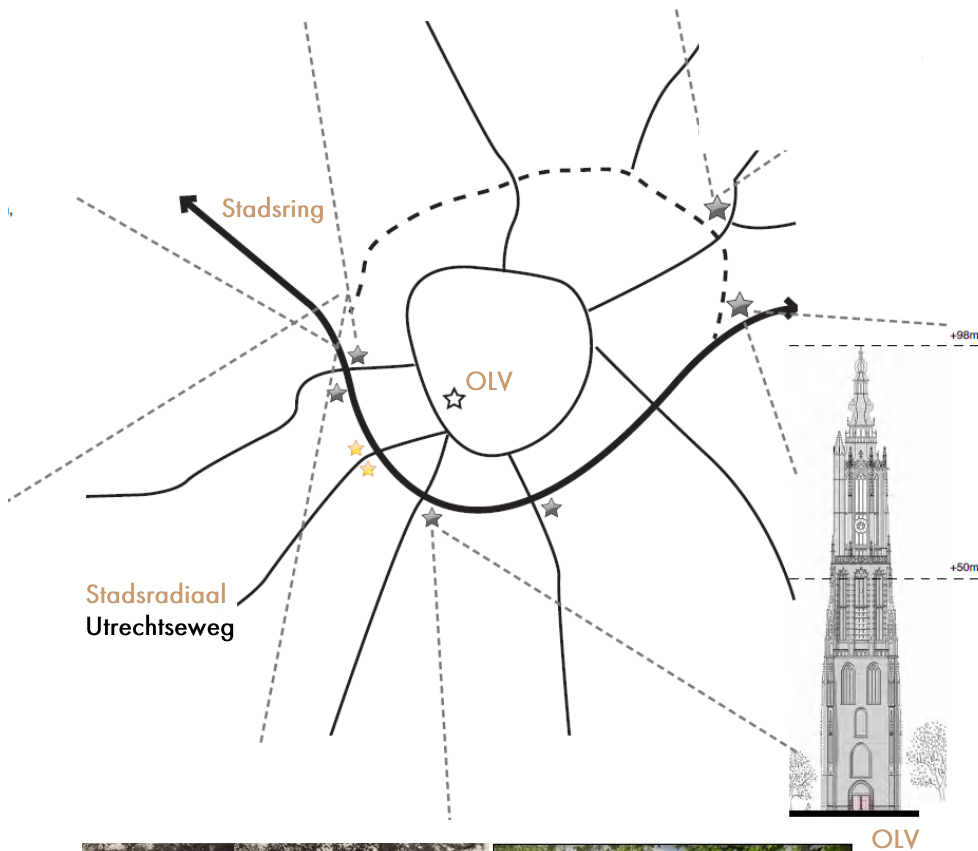 Stadsring
+98m
OLV
+50m
Stadsradiaal
Utrechtseweg
OLV